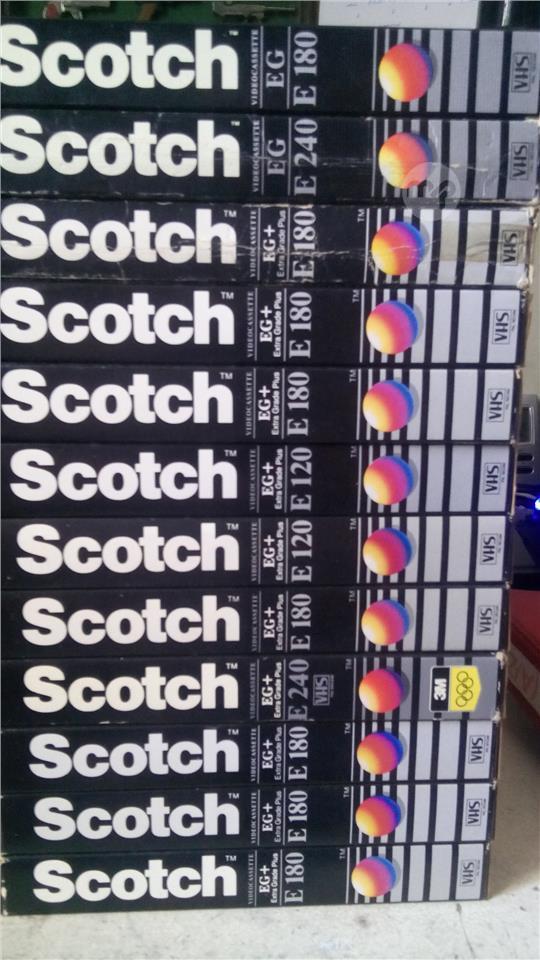 Scotch™ VIDEOCASSETTE EG E 180 VHS
Scotch™ VIDEOCASSETTE EG E 240 VHS
Scotch™ VIDEOCASSETTE EG+ Extra Grade Plus E 180 ™ VHS
Scotch™ VIDEOCASSETTE EG+ Extra Grade Plus E 180 ™ VHS
Scotch™ VIDEOCASSETTE EG+ Extra Grade Plus E 180 ™ VHS
Scotch™ VIDEOCASSETTE EG+ Extra Grade Plus E 120 ™ VHS
Scotch™ VIDEOCASSETTE EG+ Extra Grade Plus E 120 ™ VHS
Scotch™ VIDEOCASSETTE EG+ Extra Grade Plus E 180 ™ VHS
Scotch™ VIDEOCASSETTE EG+ Extra Grade Plus E 240 VHS ™ 3M VHS
Scotch™ VIDEOCASSETTE EG+ Extra Grade Plus E 180 ™ VHS
Scotch™ VIDEOCASSETTE EG+ Extra Grade Plus E 180 ™ VHS
Scotch™ VIDEOCASSETTE EG+ Extra Grade Plus E 180 ™ VHS